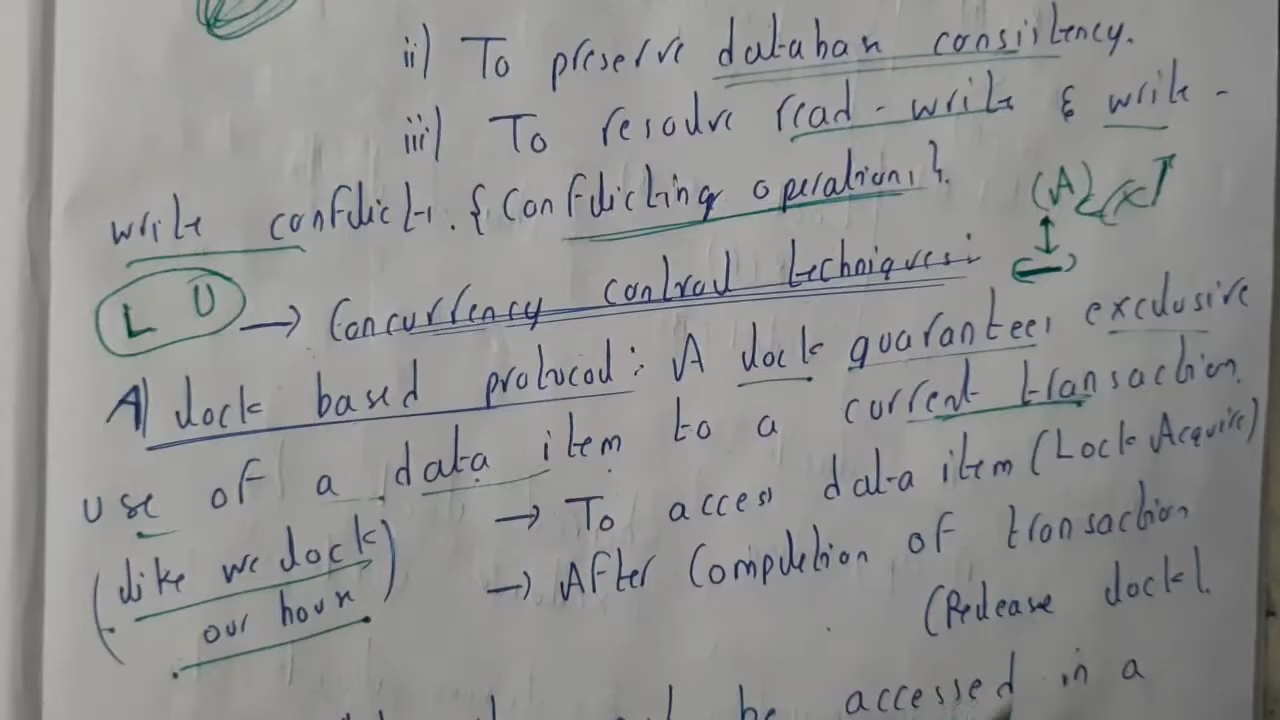 ii) To preserve database consistency.
iii) To resolve read-write & write-
write conflicts. {Conflicting operations}.
L U → Concurrency control techniques:
A) lock based protocol: A lock guarantees exclusive
use of a data item to a current transaction.
(like we lock our house)
→ To access data item (Lock Acquire)
→ After Completion of transaction
(Release lock).
(A)
be accessed in a